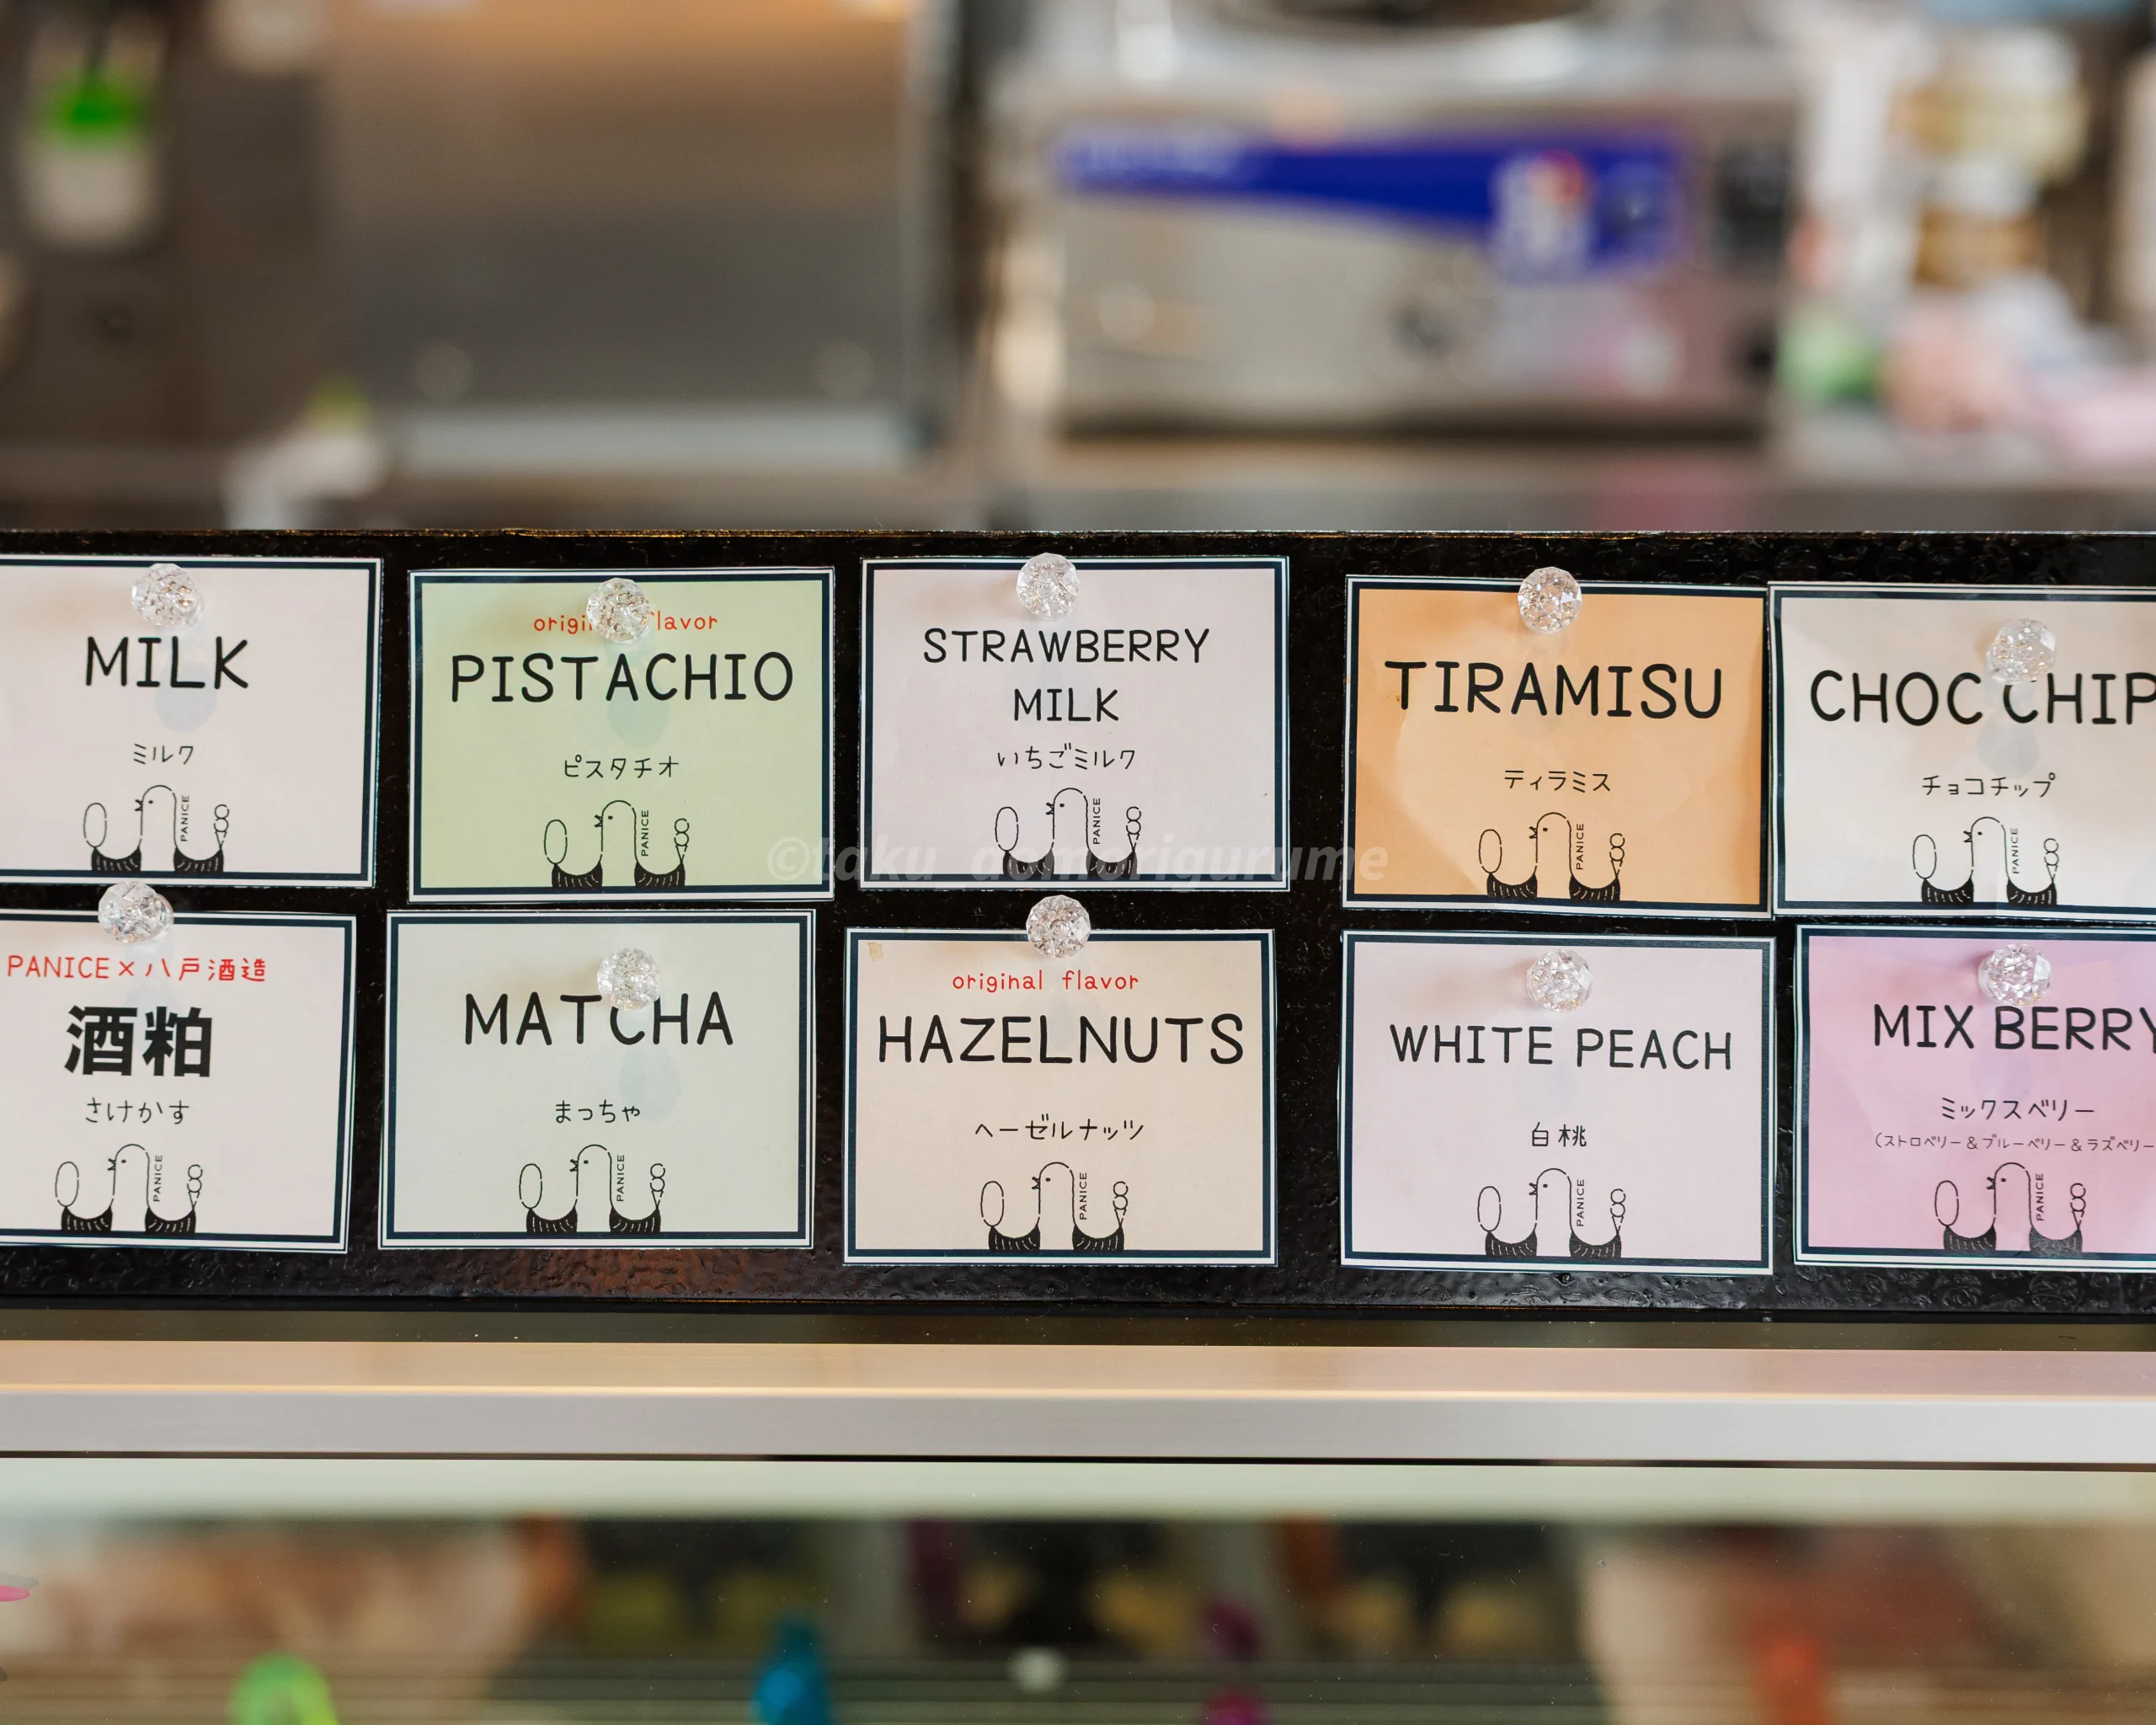 MILK
ミルク
PANICE
original flavor
PISTACHIO
ピスタチオ
PANICE
STRAWBERRY
MILK
いちごミルク
PANICE
TIRAMISU
ティラミス
PANICE
CHOC CHIP
チョコチップ
PANICE
PANICE×八戸酒造
酒粕
さけかす
PANICE
MATCHA
まっちゃ
PANICE
original flavor
HAZELNUTS
ヘーゼルナッツ
PANICE
WHITE PEACH
白桃
PANICE
MIX BERRY
ミックスベリー
(ストロベリー&ブルーベリー&ラズベリー
PANICE
©taku_aomorigurume